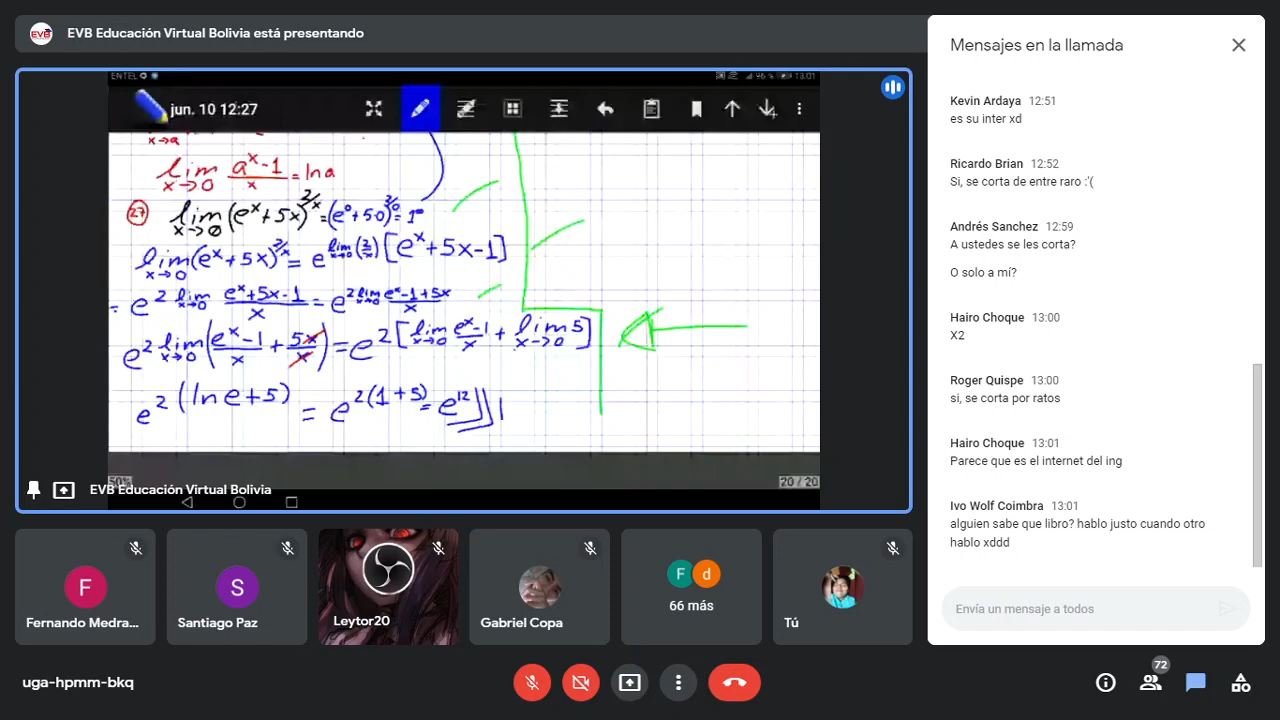 EVB Educación Virtual Bolivia está presentando
ENTEL
96 % 13:01
jun. 10 12:27
x→a
lim x→0 (a^x-1)/x = ln a
27 lim x→0 (e^x+5x)^(2/x) = (e^0+5·0)^(2/0) = 1^∞
lim x→0 (e^x+5x)^(2/x) = e^(lim x→0 (2/x)) [e^x+5x-1]
= e^(2 lim x→0 (e^x+5x-1)/x) = e^(2 lim x→0 (e^x-1+5x)/x)
e^(2 lim x→0 ((e^x-1)/x + 5x/x)) = e^(2[lim x→0 (e^x-1)/x + lim x→0 5])
e^(2(ln e+5)) = e^(2(1+5)) = e^12
50%
20 / 20
EVB Educación Virtual Bolivia
F
Fernando Medra...
S
Santiago Paz
Leytor20
Gabriel Copa
F d
66 más
Tú
uga-hpmm-bkq
Mensajes en la llamada
Kevin Ardaya 12:51
es su inter xd
Ricardo Brian 12:52
Si, se corta de entre raro :'(
Andrés Sanchez 12:59
A ustedes se les corta?
O solo a mí?
Hairo Choque 13:00
X2
Roger Quispe 13:00
si, se corta por ratos
Hairo Choque 13:01
Parece que es el internet del ing
Ivo Wolf Coimbra 13:01
alguien sabe que libro? hablo justo cuando otro
hablo xddd
Envía un mensaje a todos
72